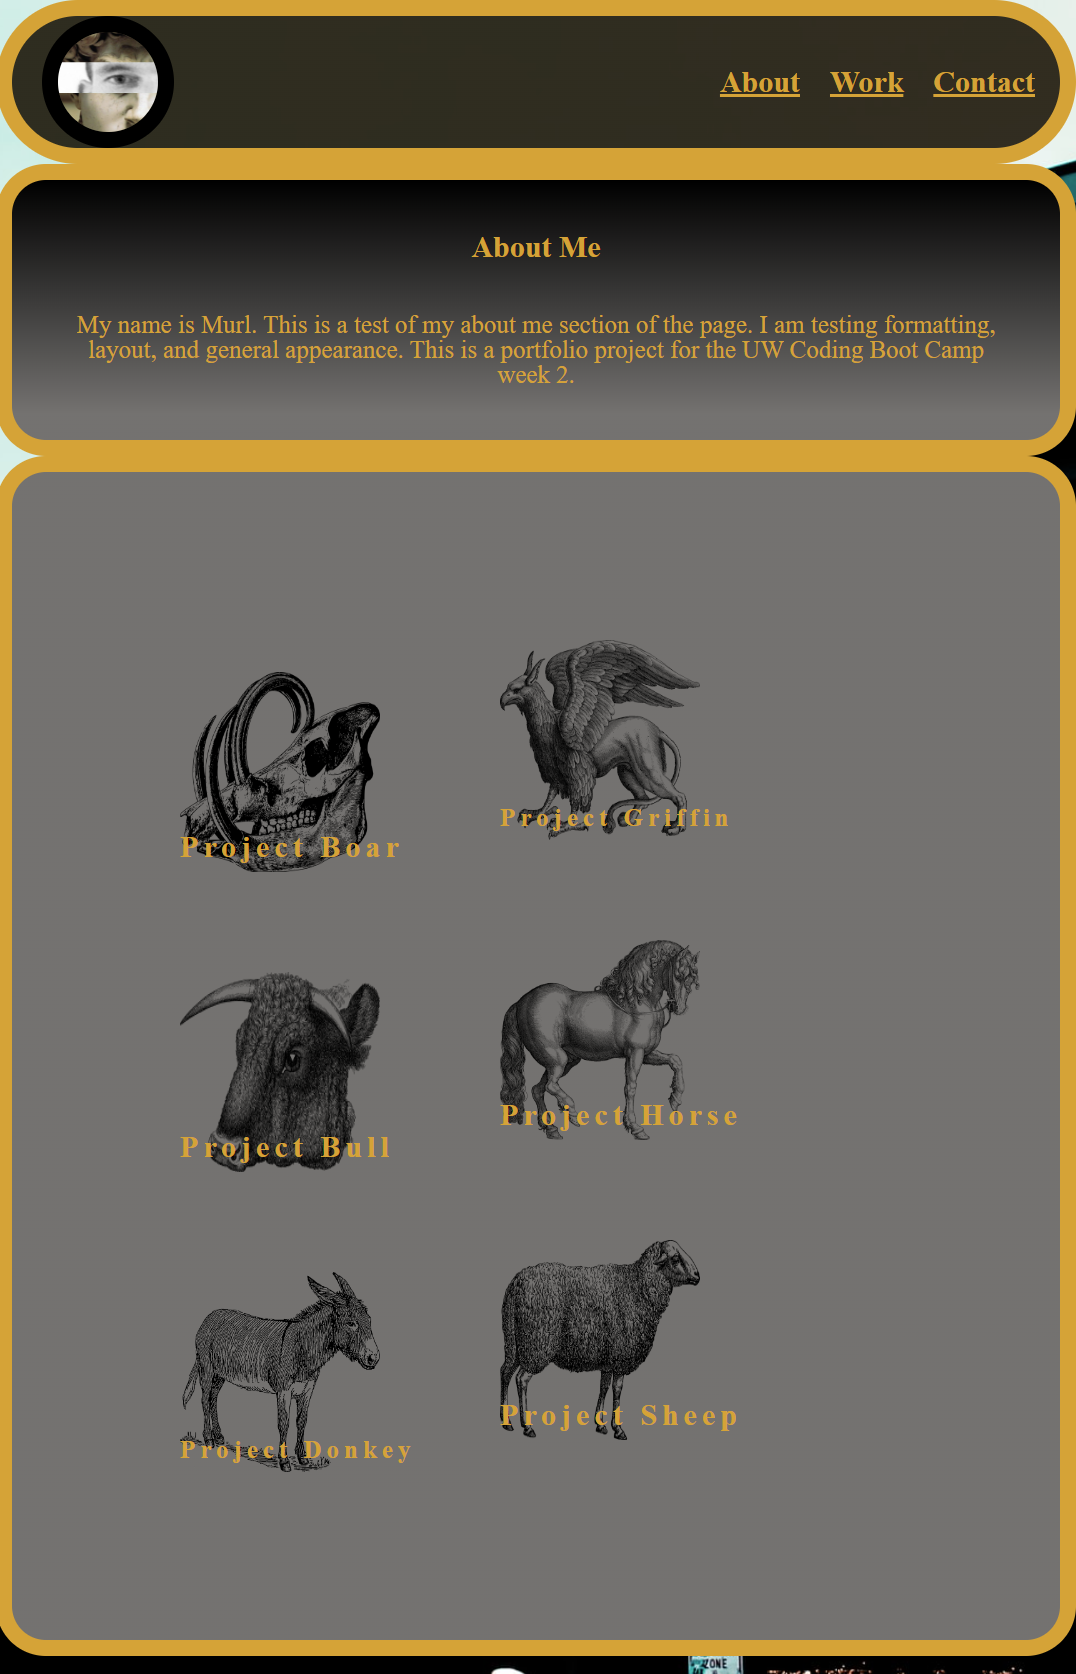 About Work Contact
About Me
My name is Murl. This is a test of my about me section of the page. I am testing formatting,
layout, and general appearance. This is a portfolio project for the UW Coding Boot Camp
week 2.
Project Boar
Project Griffin
Project Bull
Project Horse
Project Donkey
Project Sheep
ZONE